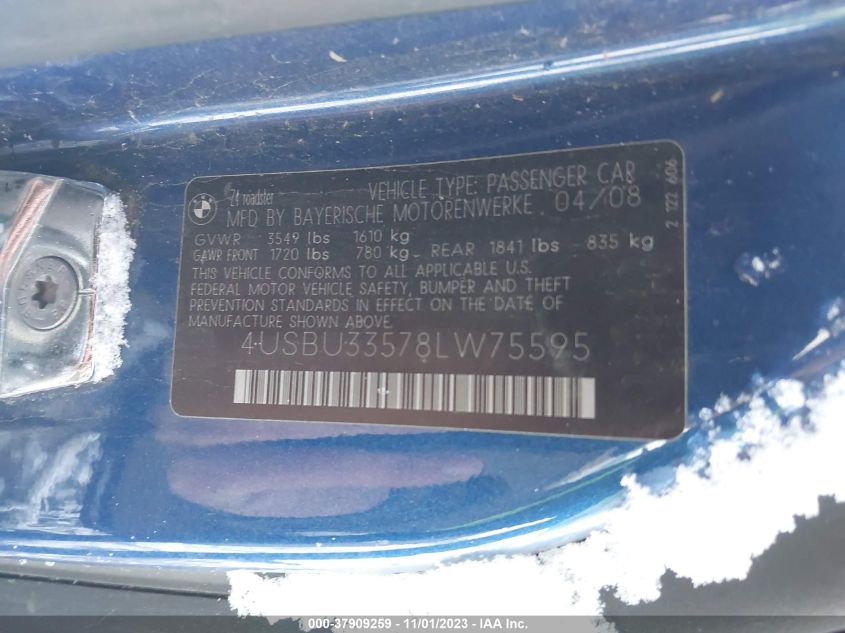 Z4 roadster VEHICLE TYPE: PASSENGER CAR
MFD BY BAYERISCHE MOTORENWERKE 04/08
GVWR 3549 lbs 1610 kg
GAWR FRONT 1720 lbs 780 kg REAR 1841 lbs 835 kg
THIS VEHICLE CONFORMS TO ALL APPLICABLE U.S.
FEDERAL MOTOR VEHICLE SAFETY, BUMPER AND THEFT
PREVENTION STANDARDS IN EFFECT ON THE DATE OF
MANUFACTURE SHOWN ABOVE.
4USBU33578LW75595
2 122 606
000-37909259 - 11/01/2023 - IAA Inc.